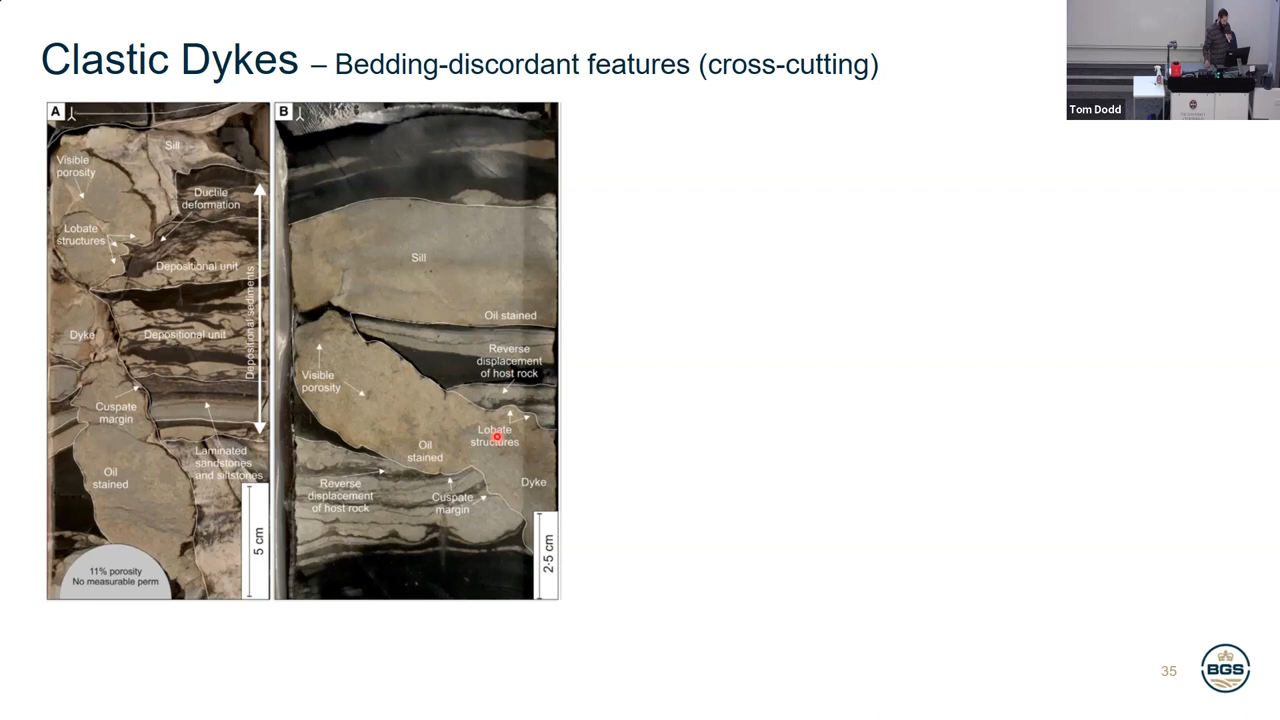 Clastic Dykes – Bedding-discordant features (cross-cutting)
Tom Dodd
A
Sill
Visible
porosity
Ductile
deformation
Lobate
structures
Depositional unit
Depositional sediments
Dyke
Depositional unit
Cuspate
margin
Laminated
sandstones
and siltstones
Oil
stained
5 cm
11% porosity
No measurable perm
B
Sill
Oil stained
Reverse
displacement
of host rock
Visible
porosity
Lobate
structures
Oil
stained
Reverse
displacement
of host rock
Cuspate
margin
Dyke
2·5 cm
35
BGS